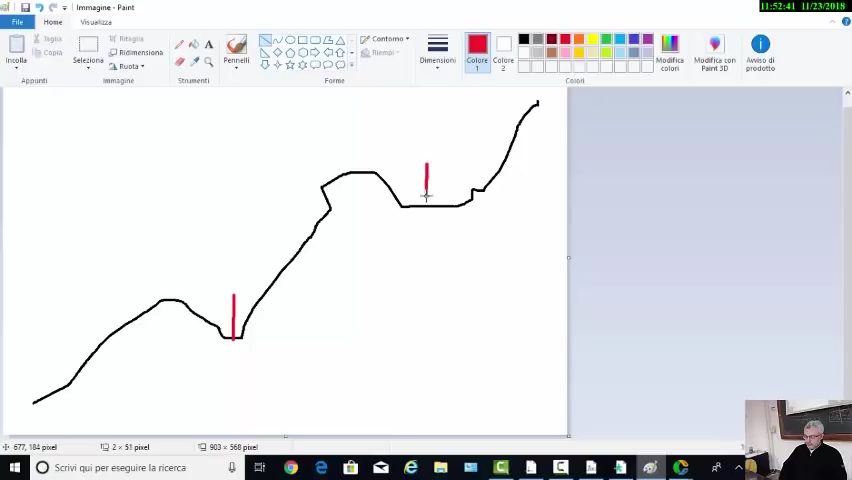 11:52:41 11/23/2018
Immagine - Paint
File Home Visualizza
Incolla
Taglia
Copia
Appunti
Seleziona
Ritaglia
Ridimensiona
Ruota
Immagine
Strumenti
Pennelli
Contorno
Riempi
Forme
Dimensioni
Colore
1
Colore
2
Colori
Modifica
colori
Modifica con
Paint 3D
Avviso di
prodotto
677, 184 pixel
2 × 51 pixel
903 × 568 pixel
Scrivi qui per eseguire la ricerca